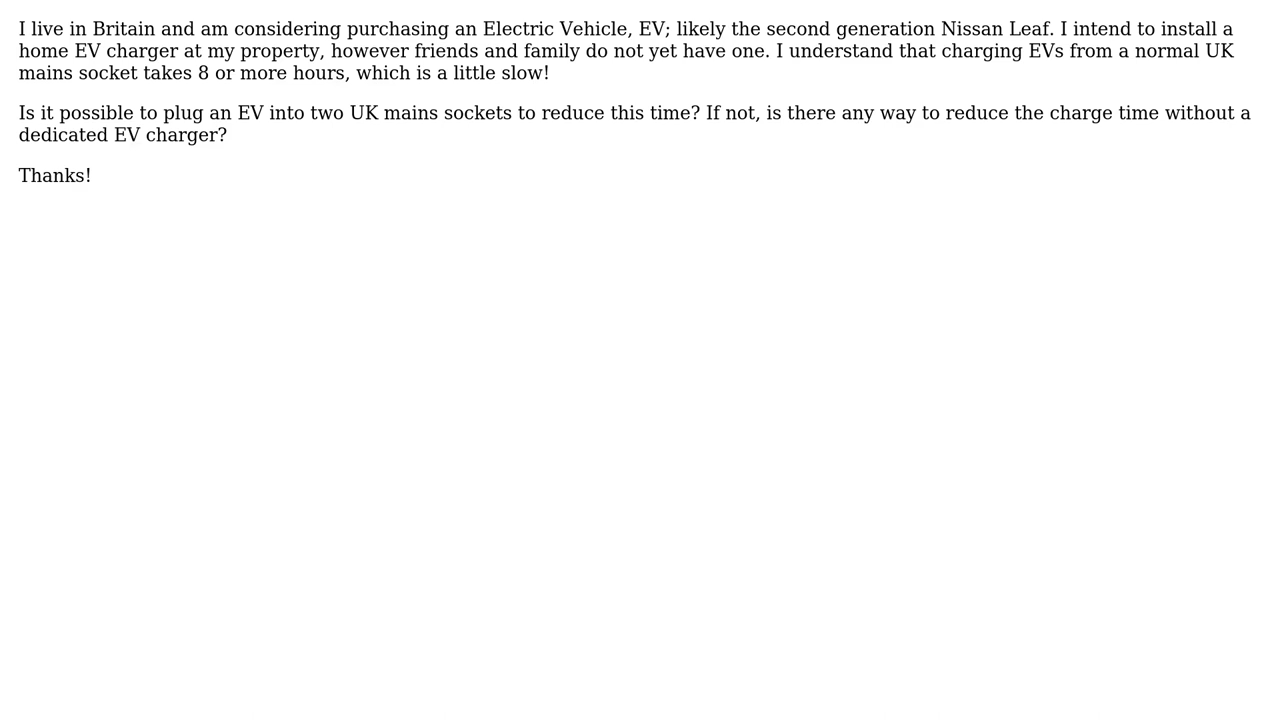 I live in Britain and am considering purchasing an Electric Vehicle, EV; likely the second generation Nissan Leaf. I intend to install a
home EV charger at my property, however friends and family do not yet have one. I understand that charging EVs from a normal UK
mains socket takes 8 or more hours, which is a little slow!
Is it possible to plug an EV into two UK mains sockets to reduce this time? If not, is there any way to reduce the charge time without a
dedicated EV charger?
Thanks!